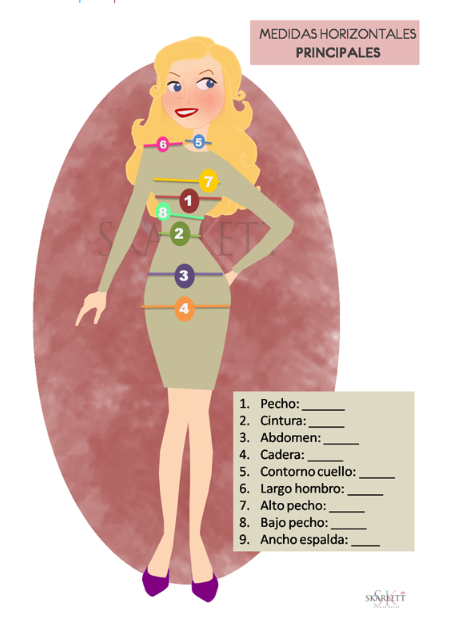 MEDIDAS HORIZONTALES
PRINCIPALES
6
5
7
1
8
SKARLETT
2
3
4
1. Pecho: ______
2. Cintura: _____
3. Abdomen: _____
4. Cadera: _____
5. Contorno cuello: _____
6. Largo hombro: _____
7. Alto pecho: _____
8. Bajo pecho: _____
9. Ancho espalda: ____
SKARLETT